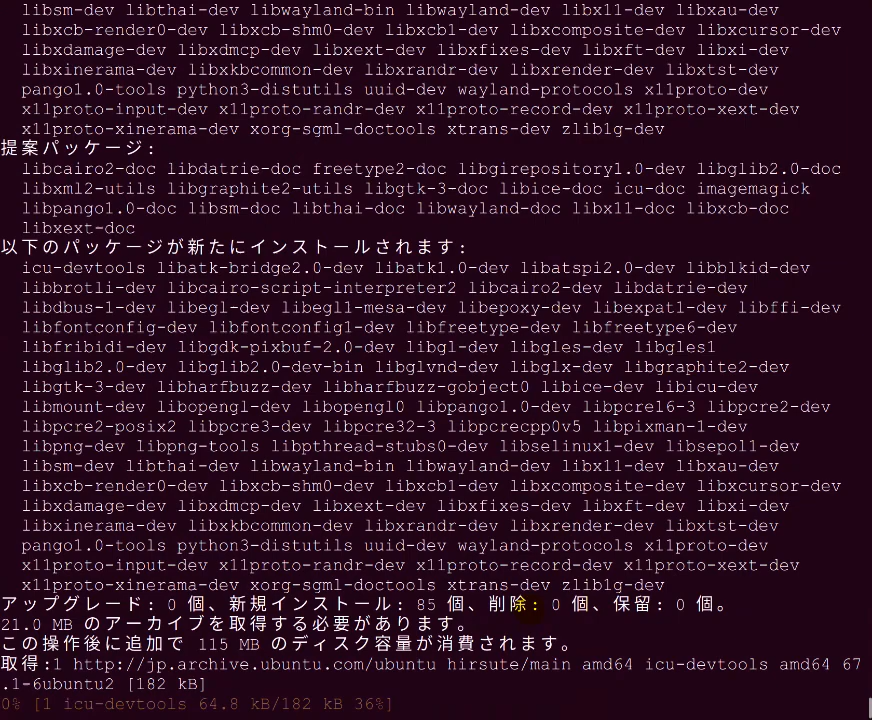 libsm-dev libthai-dev libwayland-bin libwayland-dev libx11-dev libxau-dev
libxcb-render0-dev libxcb-shm0-dev libxcb1-dev libxcomposite-dev libxcursor-dev
libxdamage-dev libxdmcp-dev libxext-dev libxfixes-dev libxft-dev libxi-dev
libxinerama-dev libxkbcommon-dev libxrandr-dev libxrender-dev libxtst-dev
pango1.0-tools python3-distutils uuid-dev wayland-protocols x11proto-dev
x11proto-input-dev x11proto-randr-dev x11proto-record-dev x11proto-xext-dev
x11proto-xinerama-dev xorg-sgml-doctools xtrans-dev zlib1g-dev
提案パッケージ:
libcairo2-doc libdatrie-doc freetype2-doc libgirepository1.0-dev libglib2.0-doc
libxml2-utils libgraphite2-utils libgtk-3-doc libice-doc icu-doc imagemagick
libpango1.0-doc libsm-doc libthai-doc libwayland-doc libx11-doc libxcb-doc
libxext-doc
以下のパッケージが新たにインストールされます:
icu-devtools libatk-bridge2.0-dev libatk1.0-dev libatspi2.0-dev libblkid-dev
libbrotli-dev libcairo-script-interpreter2 libcairo2-dev libdatrie-dev
libdbus-1-dev libegl-dev libegl1-mesa-dev libepoxy-dev libexpat1-dev libffi-dev
libfontconfig-dev libfontconfig1-dev libfreetype-dev libfreetype6-dev
libfribidi-dev libgdk-pixbuf-2.0-dev libgl-dev libgles-dev libgles1
libglib2.0-dev libglib2.0-dev-bin libglvnd-dev libglx-dev libgraphite2-dev
libgtk-3-dev libharfbuzz-dev libharfbuzz-gobject0 libice-dev libicu-dev
libmount-dev libopengl-dev libopengl0 libpango1.0-dev libpcre16-3 libpcre2-dev
libpcre2-posix2 libpcre3-dev libpcre32-3 libpcrecpp0v5 libpixman-1-dev
libpng-dev libpng-tools libpthread-stubs0-dev libselinux1-dev libsepol1-dev
libsm-dev libthai-dev libwayland-bin libwayland-dev libx11-dev libxau-dev
libxcb-render0-dev libxcb-shm0-dev libxcb1-dev libxcomposite-dev libxcursor-dev
libxdamage-dev libxdmcp-dev libxext-dev libxfixes-dev libxft-dev libxi-dev
libxinerama-dev libxkbcommon-dev libxrandr-dev libxrender-dev libxtst-dev
pango1.0-tools python3-distutils uuid-dev wayland-protocols x11proto-dev
x11proto-input-dev x11proto-randr-dev x11proto-record-dev x11proto-xext-dev
x11proto-xinerama-dev xorg-sgml-doctools xtrans-dev zlib1g-dev
アップグレード: 0 個、新規インストール: 85 個、削除: 0 個、保留: 0 個。
21.0 MB のアーカイブを取得する必要があります。
この操作後に追加で 115 MB のディスク容量が消費されます。
取得:1 http://jp.archive.ubuntu.com/ubuntu hirsute/main amd64 icu-devtools amd64 67
.1-6ubuntu2 [182 kB]
0% [1 icu-devtools 64.8 kB/182 kB 36%]